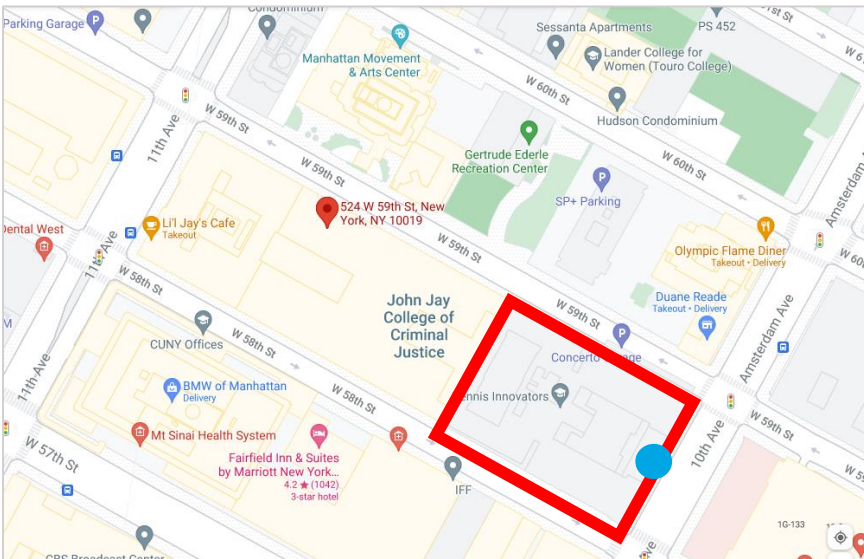 Condominium
Parking Garage
Sessanta Apartments
PS 452
Manhattan Movement
& Arts Center
Lander College for
Women (Touro College)
W 60th St
Hudson Condominium
W 59th St
11th Ave
Gertrude Ederle
Recreation Center
W 60th St
W 59th St
SP+ Parking
524 W 59th St, New
York, NY 10019
Li'l Jay's Cafe
Takeout
Dental West
Amsterdam Ave
W 59th St
Olympic Flame Diner
Takeout • Delivery
11th Ave
W 58th St
Duane Reade
Takeout • Delivery
John Jay
College of
Criminal
Justice
W 59th St
CUNY Offices
W 58th St
Concerto
Amsterdam Ave
BMW of Manhattan
Delivery
11th Ave
W 58th St
Innovators
W 59th St
Mt Sinai Health System
10th Ave
W 57th St
Fairfield Inn & Suites
by Marriott New York...
4.2 ★ (1042)
3-star hotel
IFF
1G-133
CBS Broadcast Center